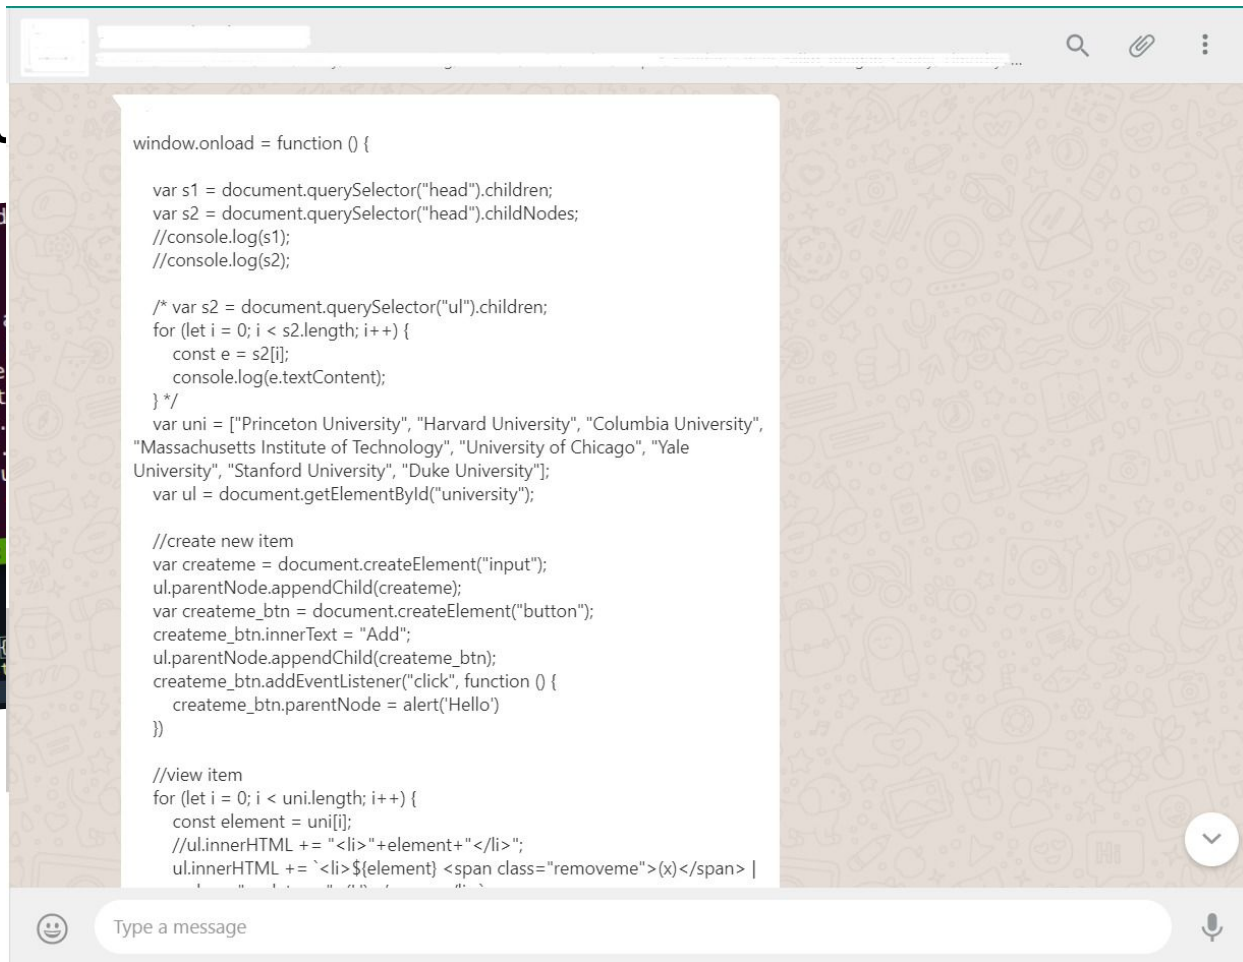 window.onload = function () {
var s1 = document.querySelector("head").children;
var s2 = document.querySelector("head").childNodes;
//console.log(s1);
//console.log(s2);
/* var s2 = document.querySelector("ul").children;
for (let i = 0; i < s2.length; i++) {
const e = s2[i];
console.log(e.textContent);
} */
var uni = ["Princeton University", "Harvard University", "Columbia University",
"Massachusetts Institute of Technology", "University of Chicago", "Yale
University", "Stanford University", "Duke University"];
var ul = document.getElementById("university");
//create new item
var createme = document.createElement("input");
ul.parentNode.appendChild(createme);
var createme_btn = document.createElement("button");
createme_btn.innerText = "Add";
ul.parentNode.appendChild(createme_btn);
createme_btn.addEventListener("click", function () {
createme_btn.parentNode = alert('Hello')
})
//view item
for (let i = 0; i < uni.length; i++) {
const element = uni[i];
//ul.innerHTML += "<li>"+element+"</li>";
ul.innerHTML += `<li>${element} <span class="removeme">(x)</span> |
Type a message